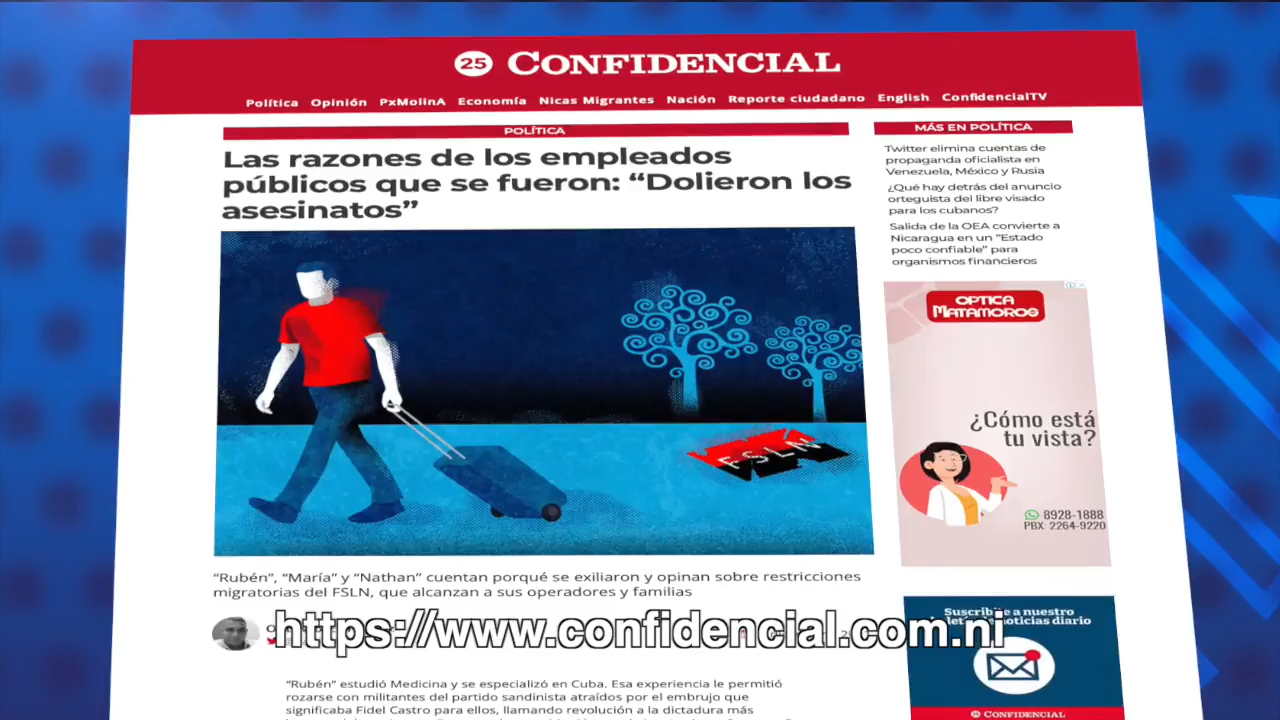 25 CONFIDENCIAL
Política Opinión PxMolinA Economía Nicas Migrantes Nación Reporte ciudadano English ConfidencialTV
POLÍTICA
Las razones de los empleados
públicos que se fueron: “Dolieron los
asesinatos”
FSLN
“Rubén”, “María” y “Nathan” cuentan porqué se exiliaron y opinan sobre restricciones
migratorias del FSLN, que alcanzan a sus operadores y familias
https://www.confidencial.com.ni
“Rubén” estudió Medicina y se especializó en Cuba. Esa experiencia le permitió
rozarse con militantes del partido sandinista atraídos por el embrujo que
significaba Fidel Castro para ellos, llamando revolución a la dictadura más
MÁS EN POLÍTICA
Twitter elimina cuentas de
propaganda oficialista en
Venezuela, México y Rusia
¿Qué hay detrás del anuncio
orteguista del libre visado
para los cubanos?
Salida de la OEA convierte a
Nicaragua en un “Estado
poco confiable” para
organismos financieros
OPTICA
MATAMOROS
¿Cómo está
tu vista?
8928-1888
PBX: 2264-9220
Suscribite a nuestro
noticias diario
CONFIDENCIAL